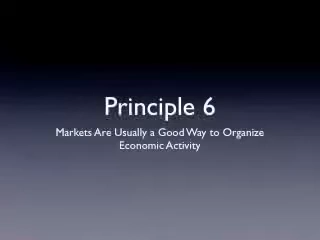 Principle 6
Markets Are Usually a Good Way to Organize
Economic Activity